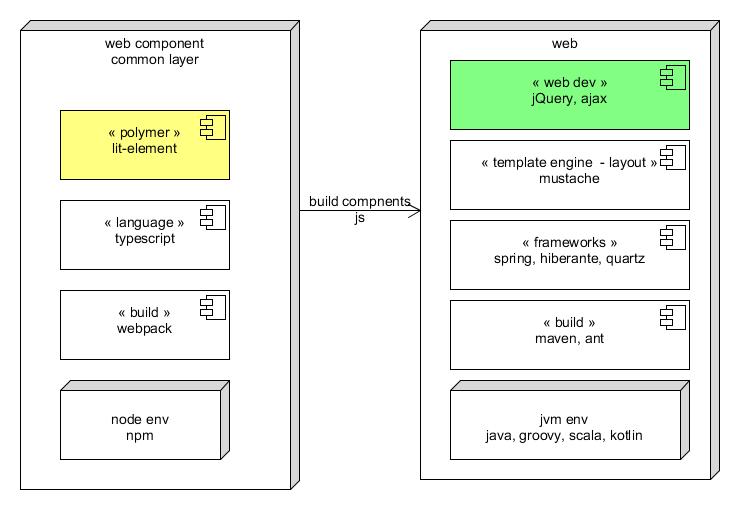 web component
common layer
« polymer »
lit-element
« language »
typescript
« build »
webpack
node env
npm
build compnents
js
web
« web dev »
jQuery, ajax
« template engine  - layout »
mustache
« frameworks »
spring, hiberante, quartz
« build »
maven, ant
jvm env
java, groovy, scala, kotlin